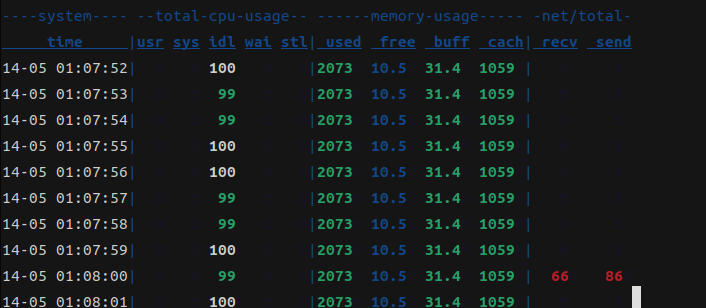 ----system---- --total-cpu-usage-- ------memory-usage----- -net/total-
     time     |usr sys idl wai stl| used  free  buff  cach| recv  send
14-05 01:07:52|        100        |2073  10.5  31.4  1059 |
14-05 01:07:53|         99        |2073  10.5  31.4  1059 |
14-05 01:07:54|         99        |2073  10.5  31.4  1059 |
14-05 01:07:55|        100        |2073  10.5  31.4  1059 |
14-05 01:07:56|        100        |2073  10.5  31.4  1059 |
14-05 01:07:57|         99        |2073  10.5  31.4  1059 |
14-05 01:07:58|         99        |2073  10.5  31.4  1059 |
14-05 01:07:59|        100        |2073  10.5  31.4  1059 |
14-05 01:08:00|         99        |2073  10.5  31.4  1059 |  66    86
14-05 01:08:01|        100        |2073  10.5  31.4  1059 |